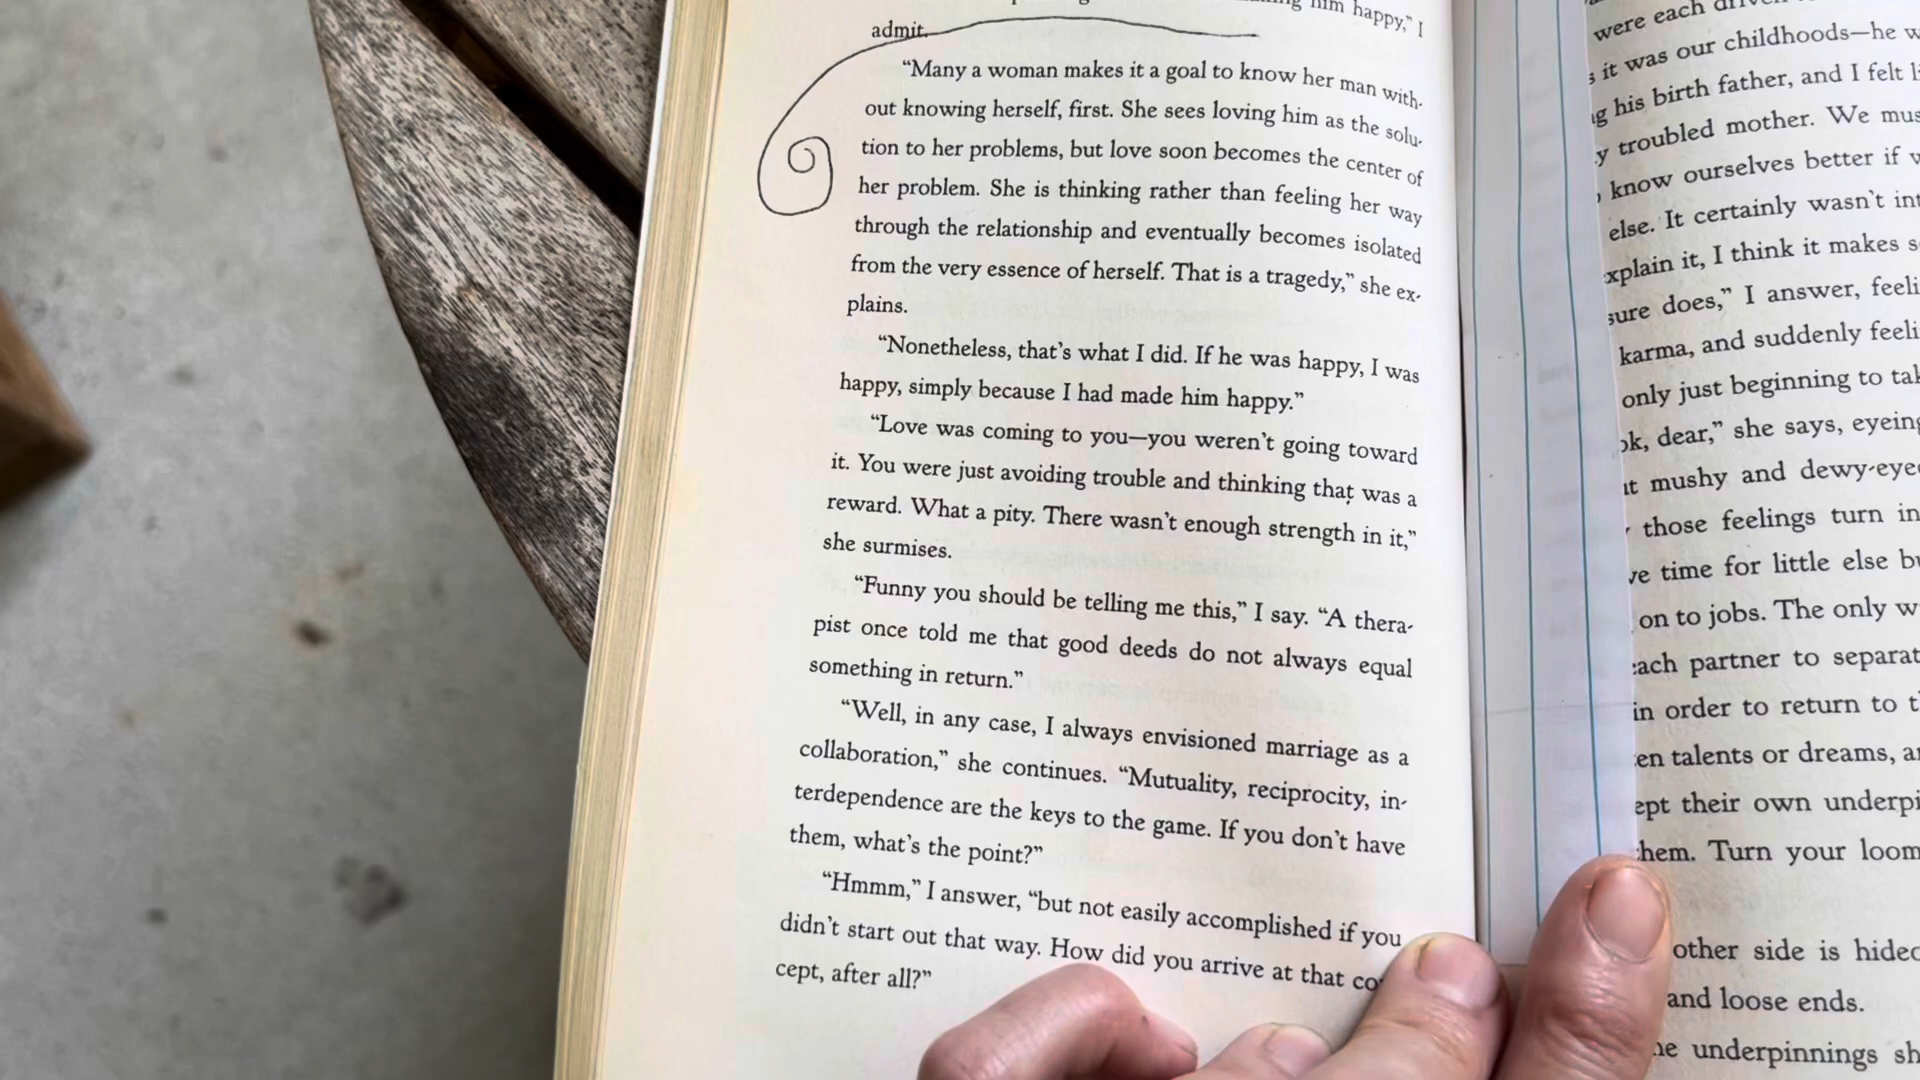 him happy," I
admit.
"Many a woman makes it a goal to know her man with-
out knowing herself, first. She sees loving him as the solu-
tion to her problems, but love soon becomes the center of
her problem. She is thinking rather than feeling her way
through the relationship and eventually becomes isolated
from the very essence of herself. That is a tragedy," she ex-
plains.
"Nonetheless, that's what I did. If he was happy, I was
happy, simply because I had made him happy."
"Love was coming to you—you weren't going toward
it. You were just avoiding trouble and thinking that was a
reward. What a pity. There wasn't enough strength in it,"
she surmises.
"Funny you should be telling me this," I say. "A thera-
pist once told me that good deeds do not always equal
something in return."
"Well, in any case, I always envisioned marriage as a
collaboration," she continues. "Mutuality, reciprocity, in-
terdependence are the keys to the game. If you don't have
them, what's the point?"
"Hmmm," I answer, "but not easily accomplished if you
didn't start out that way. How did you arrive at that
cept, after all?"
were each
it was our childhoods—he
his birth father, and I felt
troubled mother. We
know ourselves better if
else. It certainly wasn't
it, I think it makes
does," I answer,
karma, and suddenly
only just beginning to
dear," she says,
mushy and
those feelings turn
time for little else
on to jobs. The only
partner to
in order to return to
talents or dreams,
their own
Turn your
other side is
and loose ends.
underpinnings